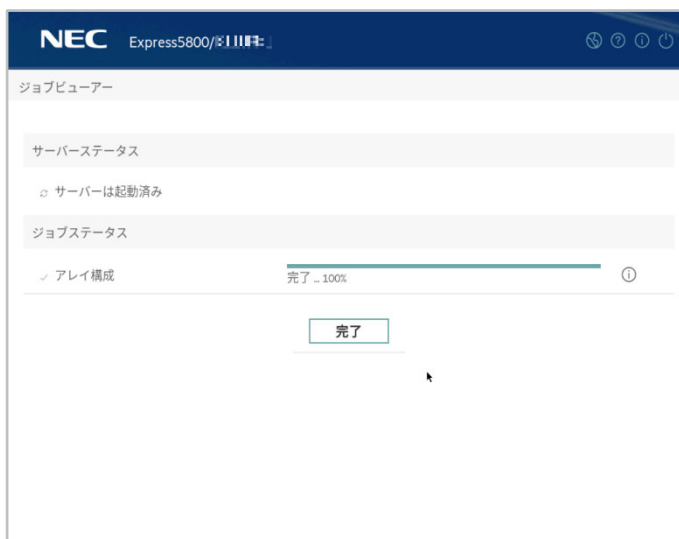 NEC Express5800/
ジョブビューアー
サーバーステータス
サーバーは起動済み
ジョブステータス
アレイ構成
完了 ... 100%
完了